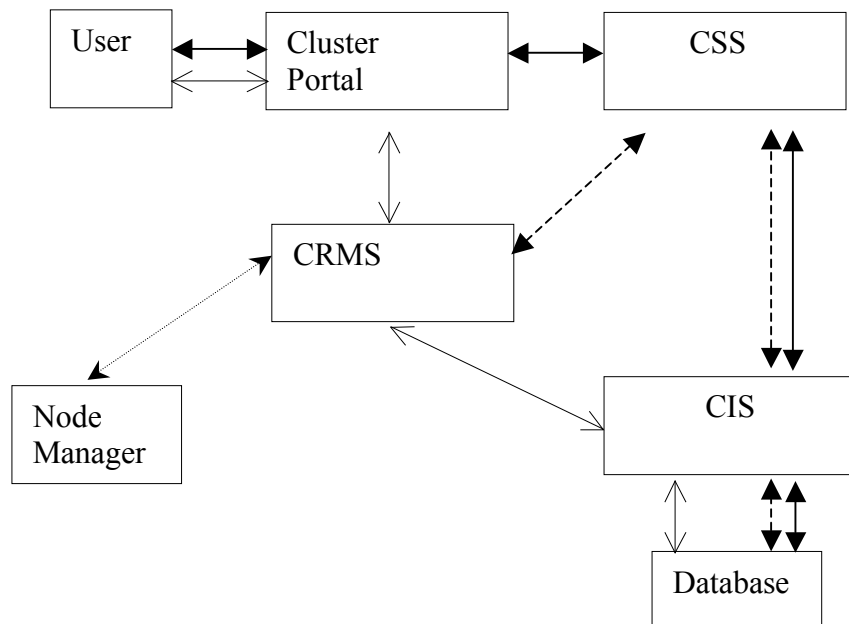 User
Cluster
Portal
CSS
CRMS
Node
Manager
CIS
Database